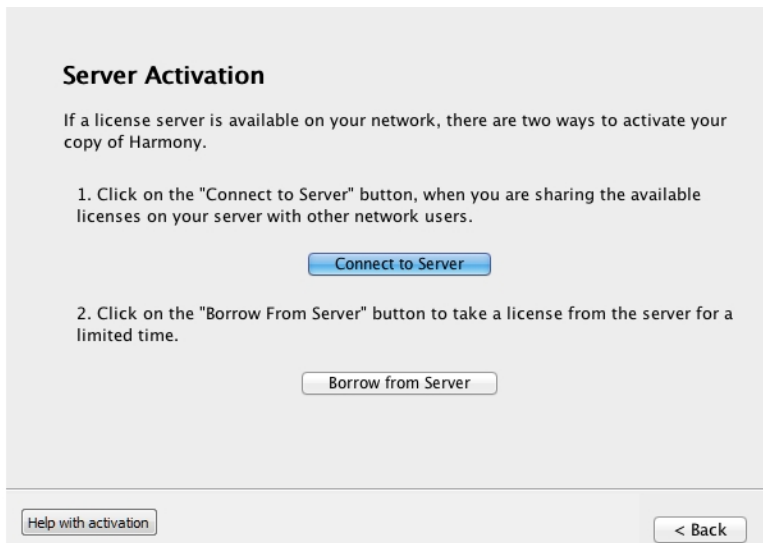 Server Activation
If a license server is available on your network, there are two ways to activate your
copy of Harmony.
1. Click on the "Connect to Server" button, when you are sharing the available
licenses on your server with other network users.
Connect to Server
2. Click on the "Borrow From Server" button to take a license from the server for a
limited time.
Borrow from Server
Help with activation
< Back